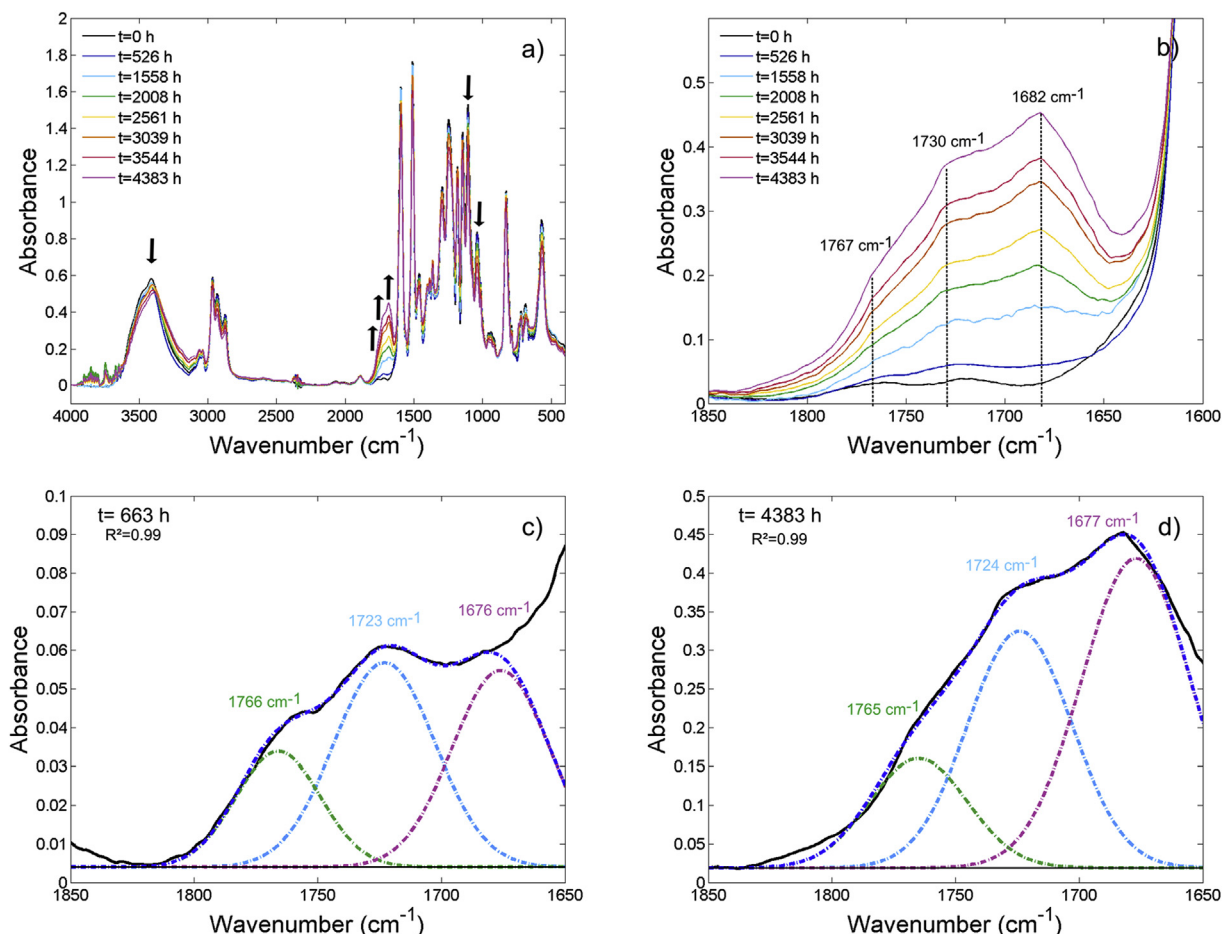 a)
t=0 h
t=526 h
t=1558 h
t=2008 h
t=2561 h
t=3039 h
t=3544 h
t=4383 h
2
1.8
1.6
1.4
1.2
1
0.8
0.6
0.4
0.2
0
Absorbance
4000 3500 3000 2500 2000 1500 1000 500
Wavenumber (cm⁻¹)
b)
t=0 h
t=526 h
t=1558 h
t=2008 h
t=2561 h
t=3039 h
t=3544 h
t=4383 h
1682 cm⁻¹
1730 cm⁻¹
1767 cm⁻¹
0.5
0.4
0.3
0.2
0.1
0
Absorbance
1850 1800 1750 1700 1650 1600
Wavenumber (cm⁻¹)
c)
t= 663 h
R²=0.99
1766 cm⁻¹
1723 cm⁻¹
1676 cm⁻¹
0.1
0.09
0.08
0.07
0.06
0.05
0.04
0.03
0.02
0.01
0
Absorbance
1850 1800 1750 1700 1650
Wavenumber (cm⁻¹)
d)
t= 4383 h
R²=0.99
1765 cm⁻¹
1724 cm⁻¹
1677 cm⁻¹
0.5
0.45
0.4
0.35
0.3
0.25
0.2
0.15
0.1
0.05
0
Absorbance
1850 1800 1750 1700 1650
Wavenumber (cm⁻¹)